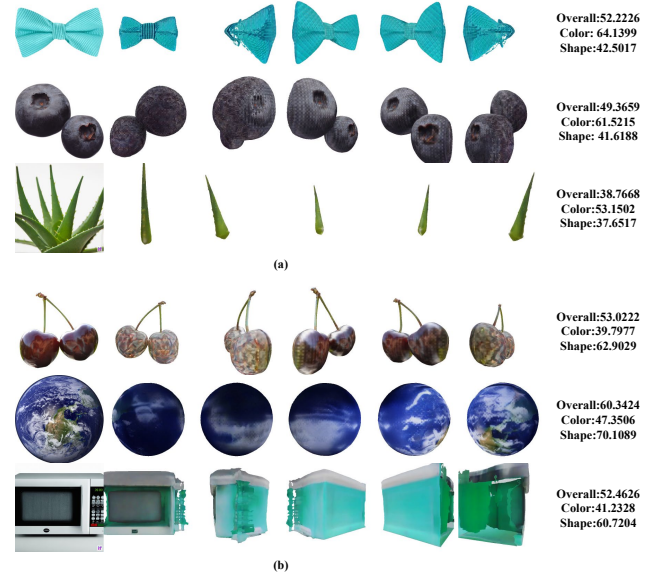 Overall:52.2226
Color: 64.1399
Shape:42.5017
Overall:49.3659
Color:61.5215
Shape: 41.6188
Overall:38.7668
Color:53.1502
Shape:37.6517
(a)
Overall:53.0222
Color:39.7977
Shape:62.9029
Overall:60.3424
Color:47.3506
Shape:70.1089
Overall:52.4626
Color:41.2328
Shape:60.7204
(b)